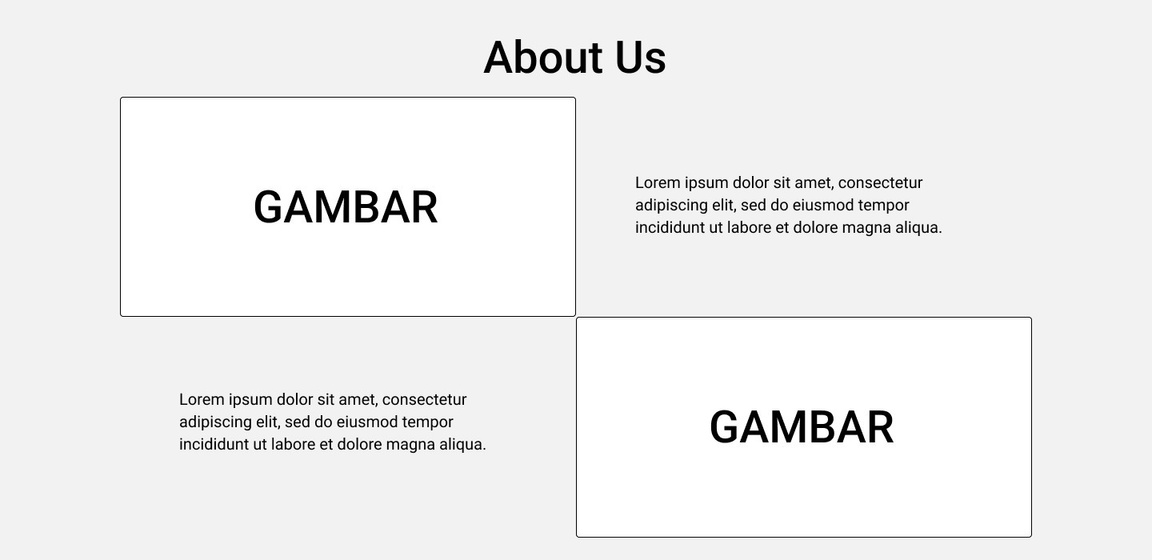 About Us
GAMBAR
Lorem ipsum dolor sit amet, consectetur
adipiscing elit, sed do eiusmod tempor
incididunt ut labore et dolore magna aliqua.
Lorem ipsum dolor sit amet, consectetur
adipiscing elit, sed do eiusmod tempor
incididunt ut labore et dolore magna aliqua.
GAMBAR